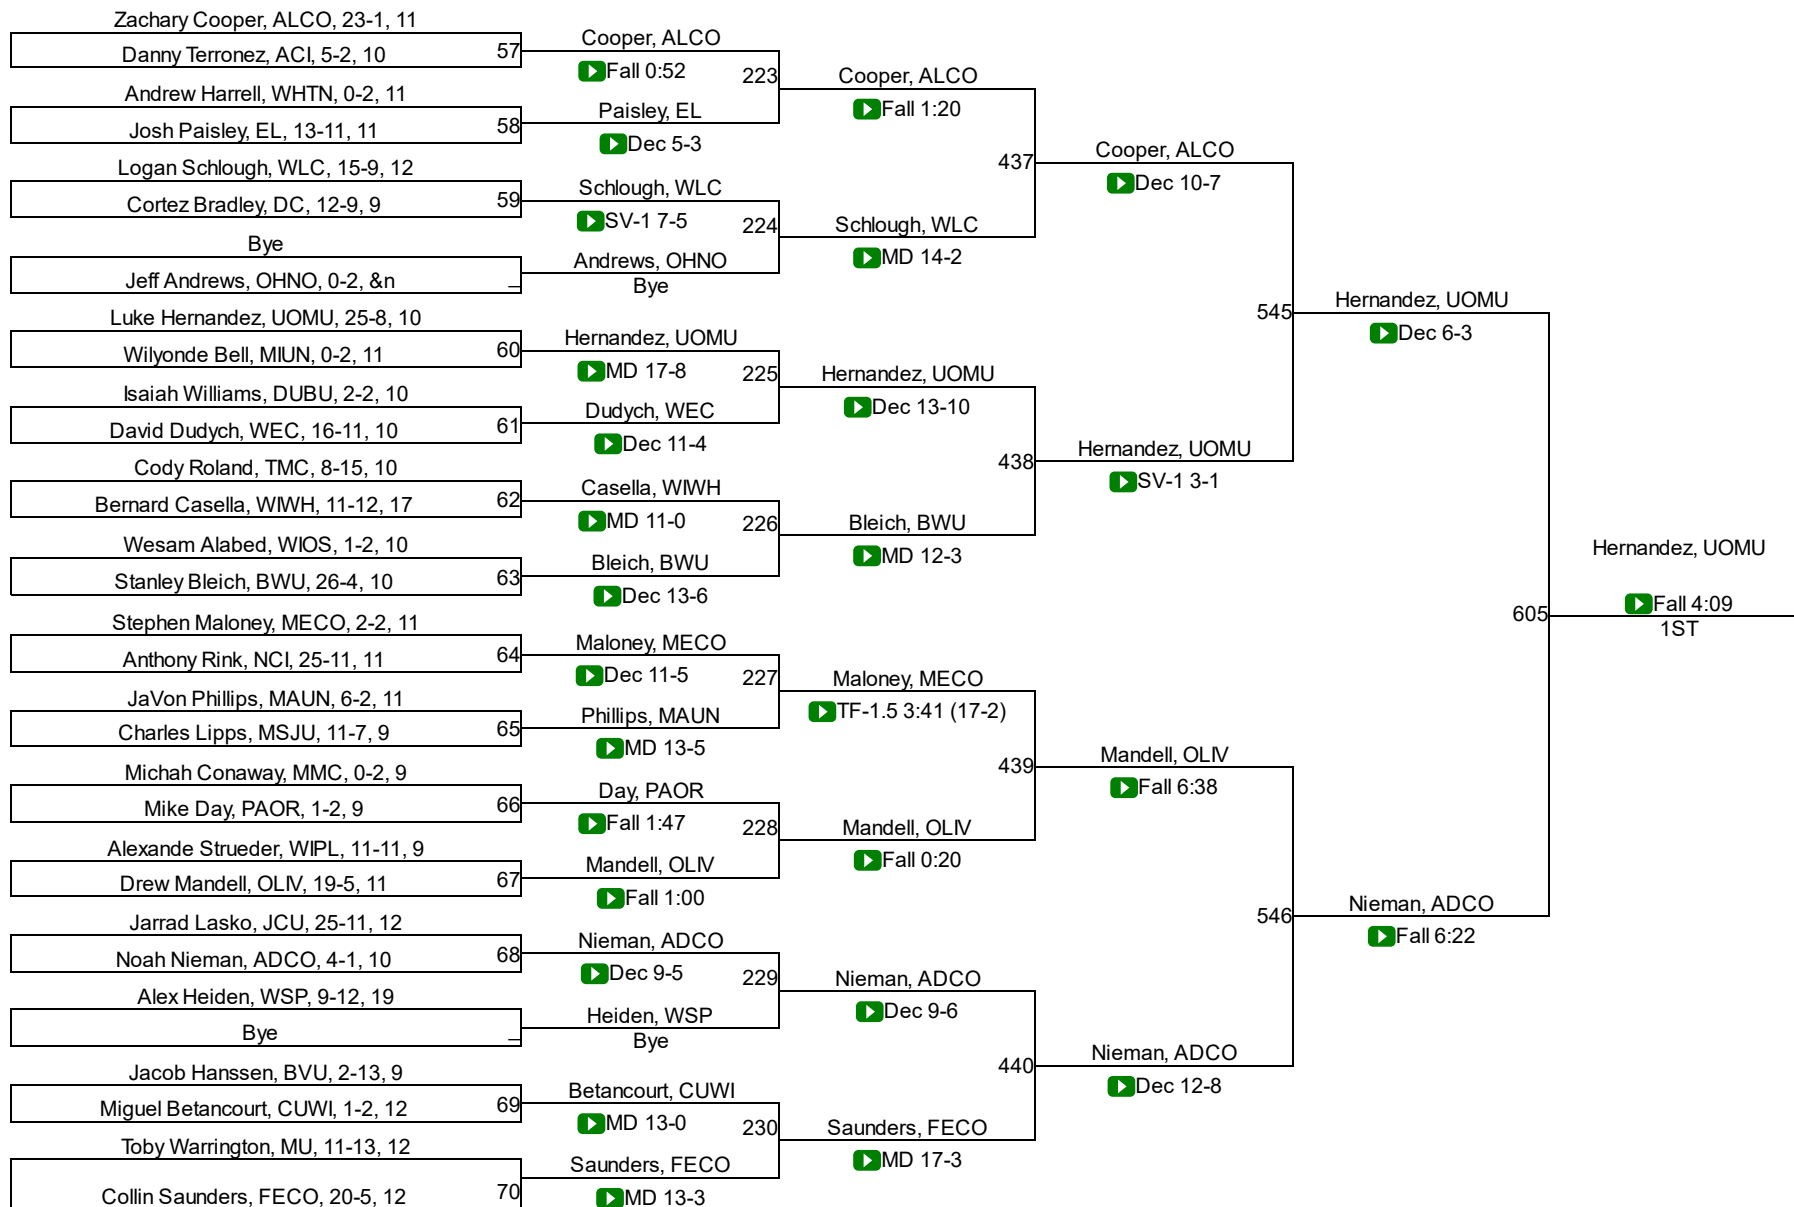 Zachary Cooper, ALCO, 23-1, 11
Danny Terronez, ACI, 5-2, 10
57
Andrew Harrell, WHTN, 0-2, 11
Josh Paisley, EL, 13-11, 11
58
Logan Schlough, WLC, 15-9, 12
Cortez Bradley, DC, 12-9, 9
59
Bye
Jeff Andrews, OHNO, 0-2, &n
_
Luke Hernandez, UOMU, 25-8, 10
Wilyonde Bell, MIUN, 0-2, 11
60
Isaiah Williams, DUBU, 2-2, 10
David Dudych, WEC, 16-11, 10
61
Cody Roland, TMC, 8-15, 10
Bernard Casella, WIWH, 11-12, 17
62
Wesam Alabed, WIOS, 1-2, 10
Stanley Bleich, BWU, 26-4, 10
63
Stephen Maloney, MECO, 2-2, 11
Anthony Rink, NCI, 25-11, 11
64
JaVon Phillips, MAUN, 6-2, 11
Charles Lipps, MSJU, 11-7, 9
65
Michah Conaway, MMC, 0-2, 9
Mike Day, PAOR, 1-2, 9
66
Alexande Strueder, WIPL, 11-11, 9
Drew Mandell, OLIV, 19-5, 11
67
Jarrad Lasko, JCU, 25-11, 12
Noah Nieman, ADCO, 4-1, 10
68
Alex Heiden, WSP, 9-12, 19
Bye
_
Jacob Hanssen, BVU, 2-13, 9
Miguel Betancourt, CUWI, 1-2, 12
69
Toby Warrington, MU, 11-13, 12
Collin Saunders, FECO, 20-5, 12
70
Cooper, ALCO
Fall 0:52
223
Paisley, EL
Dec 5-3
Schlough, WLC
SV-1 7-5
224
Andrews, OHNO
Bye
Hernandez, UOMU
MD 17-8
225
Dudych, WEC
Dec 11-4
Casella, WIWH
MD 11-0
226
Bleich, BWU
Dec 13-6
Maloney, MECO
Dec 11-5
227
Phillips, MAUN
MD 13-5
Day, PAOR
Fall 1:47
228
Mandell, OLIV
Fall 1:00
Nieman, ADCO
Dec 9-5
229
Heiden, WSP
Bye
Betancourt, CUWI
MD 13-0
230
Saunders, FECO
MD 13-3
Cooper, ALCO
Fall 1:20
437
Schlough, WLC
MD 14-2
Hernandez, UOMU
Dec 13-10
438
Bleich, BWU
MD 12-3
Maloney, MECO
TF-1.5 3:41 (17-2)
439
Mandell, OLIV
Fall 0:20
Nieman, ADCO
Dec 9-6
440
Saunders, FECO
MD 17-3
Cooper, ALCO
Dec 10-7
545
Hernandez, UOMU
SV-1 3-1
Mandell, OLIV
Fall 6:38
546
Nieman, ADCO
Dec 12-8
Hernandez, UOMU
Dec 6-3
605
Nieman, ADCO
Fall 6:22
Hernandez, UOMU
Fall 4:09
1ST